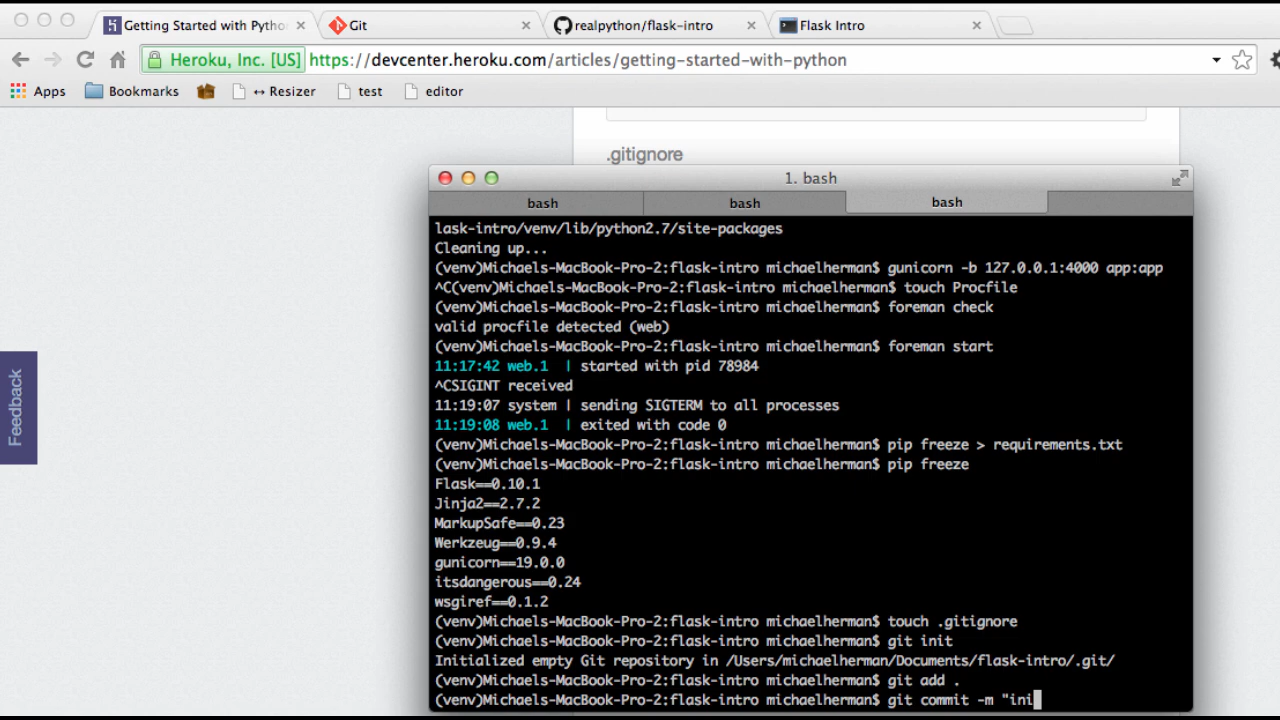 Getting Started with Pytho
Git
realpython/flask-intro
Flask Intro
Heroku, Inc. [US] https://devcenter.heroku.com/articles/getting-started-with-python
Apps Bookmarks ↔ Resizer test editor
.gitignore
Feedback
1. bash
bash bash bash
lask-intro/venv/lib/python2.7/site-packages
Cleaning up...
(venv)Michaels-MacBook-Pro-2:flask-intro michaelherman$ gunicorn -b 127.0.0.1:4000 app:app
^C(venv)Michaels-MacBook-Pro-2:flask-intro michaelherman$ touch Procfile
(venv)Michaels-MacBook-Pro-2:flask-intro michaelherman$ foreman check
valid procfile detected (web)
(venv)Michaels-MacBook-Pro-2:flask-intro michaelherman$ foreman start
11:17:42 web.1 | started with pid 78984
^CSIGINT received
11:19:07 system | sending SIGTERM to all processes
11:19:08 web.1 | exited with code 0
(venv)Michaels-MacBook-Pro-2:flask-intro michaelherman$ pip freeze > requirements.txt
(venv)Michaels-MacBook-Pro-2:flask-intro michaelherman$ pip freeze
Flask==0.10.1
Jinja2==2.7.2
MarkupSafe==0.23
Werkzeug==0.9.4
gunicorn==19.0.0
itsdangerous==0.24
wsgiref==0.1.2
(venv)Michaels-MacBook-Pro-2:flask-intro michaelherman$ touch .gitignore
(venv)Michaels-MacBook-Pro-2:flask-intro michaelherman$ git init
Initialized empty Git repository in /Users/michaelherman/Documents/flask-intro/.git/
(venv)Michaels-MacBook-Pro-2:flask-intro michaelherman$ git add .
(venv)Michaels-MacBook-Pro-2:flask-intro michaelherman$ git commit -m "ini